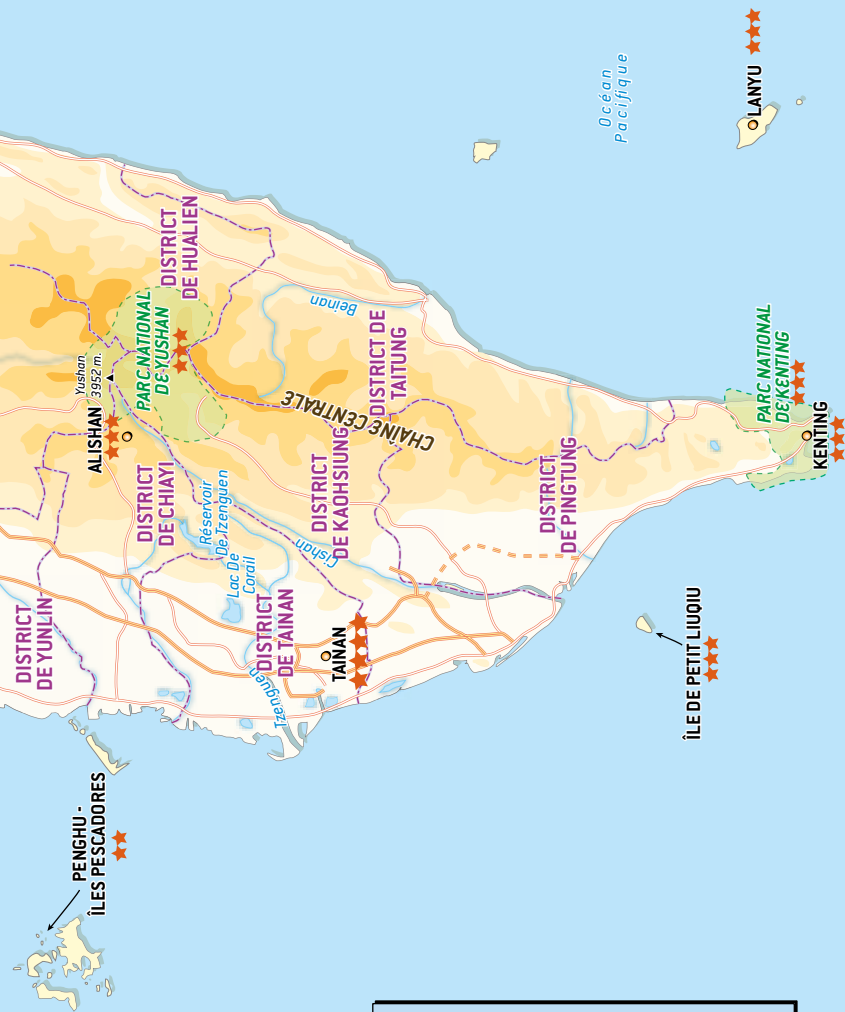 Océan
Pacifique
LANYU
DISTRICT
DE HUALIEN
PARC NATIONAL
DE YUSHAN
Yushan
3952 m.
ALISHAN
Beinan
DISTRICT DE
TAITUNG
CHAÎNE CENTRALE
PARC NATIONAL
DE KENTING
KENTING
DISTRICT
DE CHIAYI
Réservoir
De Tzenguen
Lac De
Corail
DISTRICT
DE KAOHSIUNG
Cishan
DISTRICT
DE PINGTUNG
DISTRICT
DE YUNLIN
DISTRICT
DE TAINAN
TAINAN
Tzenguen
ÎLE DE PETIT LIUQIU
PENGHU -
ÎLES PESCADORES